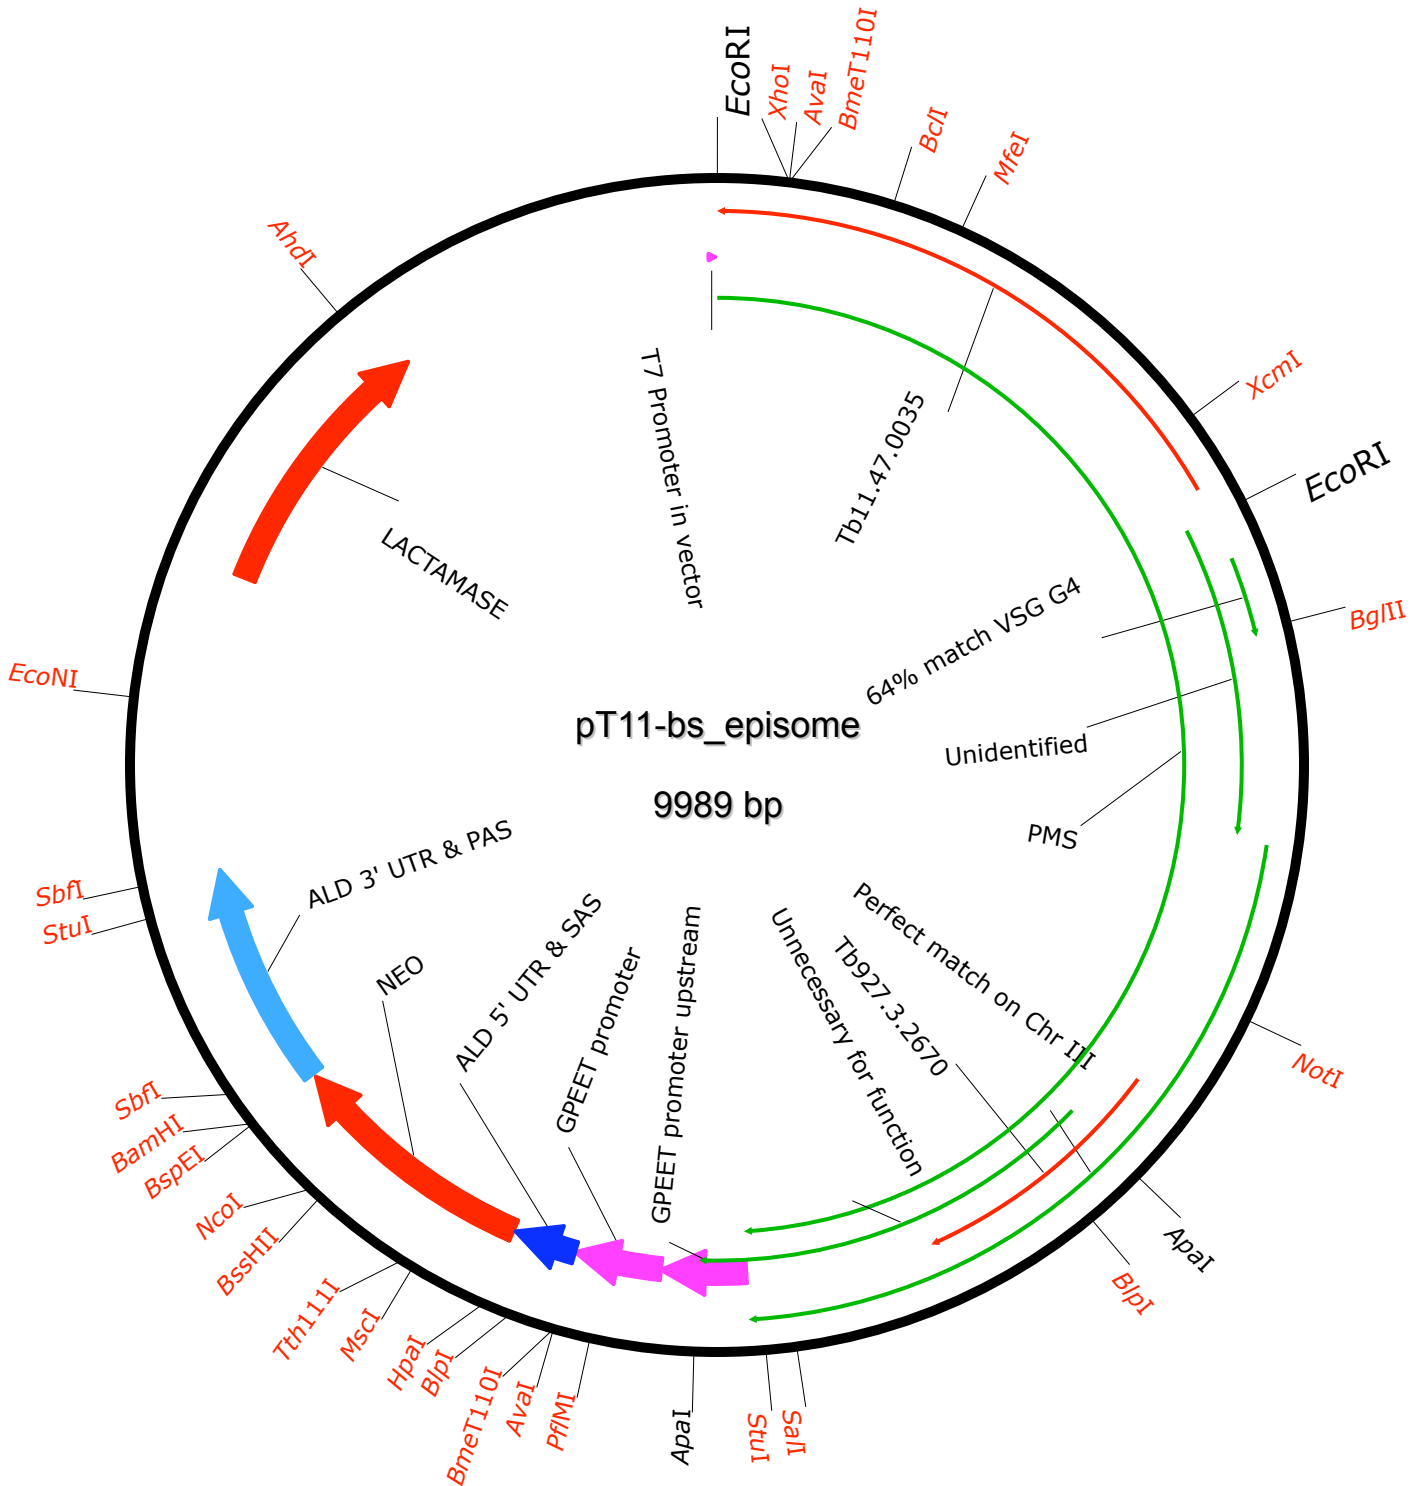 EcoRI
XhoI
AvaI
BmeT110I
BclI
MfeI
XcmI
EcoRI
BglII
NotI
ApaI
BlpI
SalI
StuI
ApaI
PflMI
AvaI
BmeT110I
BlpI
HpaI
MscI
Tth111I
BssHII
NcoI
BspEI
BamHI
SbfI
StuI
SbfI
EcoNI
AhdI
T7 Promoter in vector
Tb11.47.0035
64% match VSG G4
Unidentified
PMS
Perfect match on Chr III
Tb927.3.2670
Unnecessary for function
GPEET promoter upstream
GPEET promoter
ALD 5' UTR & SAS
NEO
ALD 3' UTR & PAS
LACTAMASE
pT11-bs_episome
9989 bp